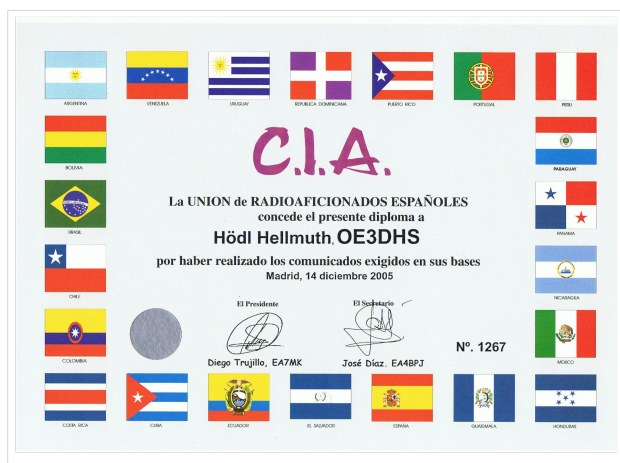 ARGENTINA
VENEZUELA
URUGUAY
REPUBLICA DOMINICANA
PUERTO RICO
PORTUGAL
PERU
BOLIVIA
C.I.A.
PARAGUAY
La UNION de RADIOAFICIONADOS ESPAÑOLES
concede el presente diploma a
BRASIL
Hödl Hellmuth, OE3DHS
PANAMA
por haber realizado los comunicados exigidos en sus bases
Madrid, 14 diciembre 2005
CHILE
NICARAGUA
El Presidente
El Secretario
COLOMBIA
Diego Trujillo, EA7MK
José Díaz. EA4BPJ
Nº. 1267
MEXICO
COSTA RICA
CUBA
ECUADOR
EL SALVADOR
ESPAÑA
GUATEMALA
HONDURAS